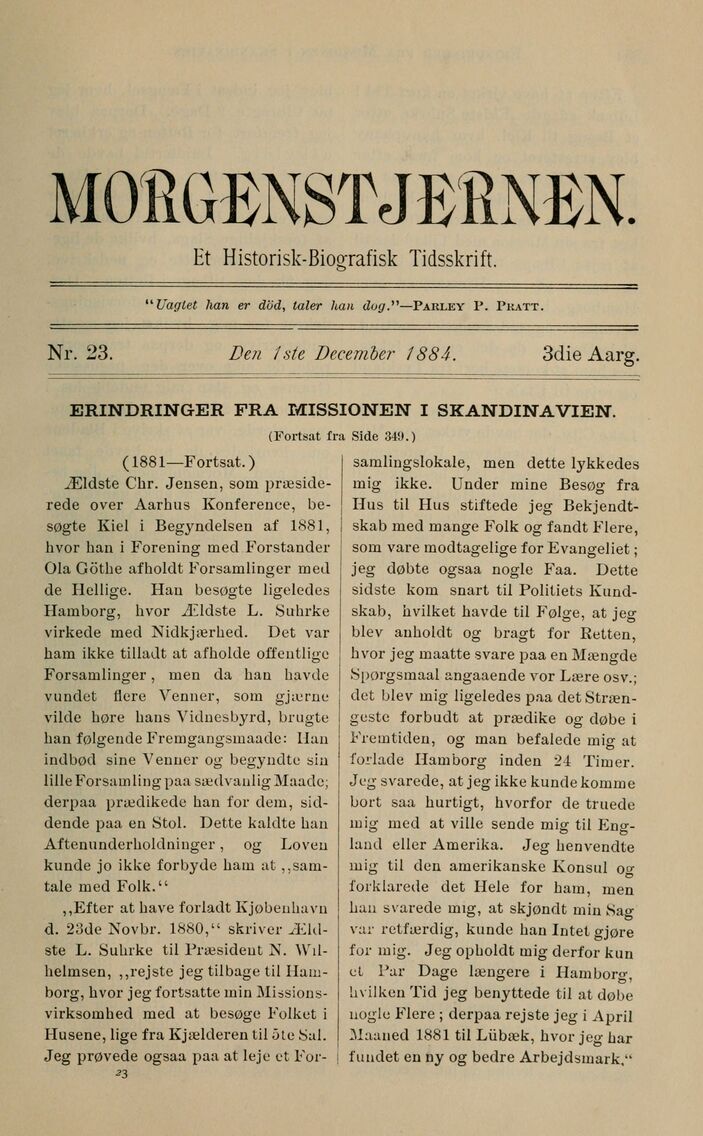 MORGENSTJERNEN.
Et Historisk-Biografisk Tidsskrift.
"Uagtet han er död, taler han dog."—PARLEY P. PRATT.
Nr. 23. Den 1ste December 1884. 3die Aarg.
ERINDRINGER FRA MISSIONEN I SKANDINAVIEN.
(Fortsat fra Side 349.)
(1881—Fortsat.)
Ældste Chr. Jensen, som præside-
rede over Aarhus Konference, be-
søgte Kiel i Begyndelsen af 1881,
hvor han i Forening med Forstander
Ola Göthe afholdt Forsamlinger med
de Hellige. Han besøgte ligeledes
Hamborg, hvor Ældste L. Suhrke
virkede med Nidkjærhed. Det var
ham ikke tilladt at afholde offentlige
Forsamlinger, men da han havde
vundet flere Venner, som gjærne
vilde høre hans Vidnesbyrd, brugte
han følgende Fremgangsmaade: Han
indbød sine Venner og begyndte sin
lille Forsamling paa sædvanlig Maade;
derpaa prædikede han for dem, sid-
dende paa en Stol. Dette kaldte han
Aftenunderholdninger, og Loven
kunde jo ikke forbyde ham at ,,sam-
tale med Folk."
,,Efter at have forladt Kjøbenhavn
d. 23de Novbr. 1880," skriver Æld-
ste L. Suhrke til Præsident N. Wil-
helmsen, ,,rejste jeg tilbage til Ham-
borg, hvor jeg fortsatte min Missions-
virksomhed med at besøge Folket i
Husene, lige fra Kjælderen til 5te Sal.
Jeg prøvede ogsaa paa at leje et For-
23
samlingslokale, men dette lykkedes
mig ikke. Under mine Besøg fra
Hus til Hus stiftede jeg Bekjendt-
skab med mange Folk og fandt Flere,
som vare modtagelige for Evangeliet;
jeg døbte ogsaa nogle Faa. Dette
sidste kom snart til Politiets Kund-
skab, hvilket havde til Følge, at jeg
blev anholdt og bragt for Retten,
hvor jeg maatte svare paa en Mængde
Spørgsmaal angaaende vor Lære osv.;
det blev mig ligeledes paa det Stræn-
geste forbudt at prædike og døbe i
Fremtiden, og man befalede mig at
forlade Hamborg inden 24 Timer.
Jeg svarede, at jeg ikke kunde komme
bort saa hurtigt, hvorfor de truede
mig med at ville sende mig til Eng-
land eller Amerika. Jeg henvendte
mig til den amerikanske Konsul og
forklarede det Hele for ham, men
han svarede mig, at skjøndt min Sag
var retfærdig, kunde han Intet gjøre
for mig. Jeg opholdt mig derfor kun
et Par Dage længere i Hamborg,
hvilken Tid jeg benyttede til at døbe
nogle Flere; derpaa rejste jeg i April
Maaned 1881 til Lübæk, hvor jeg har
fundet en ny og bedre Arbejdsmark."